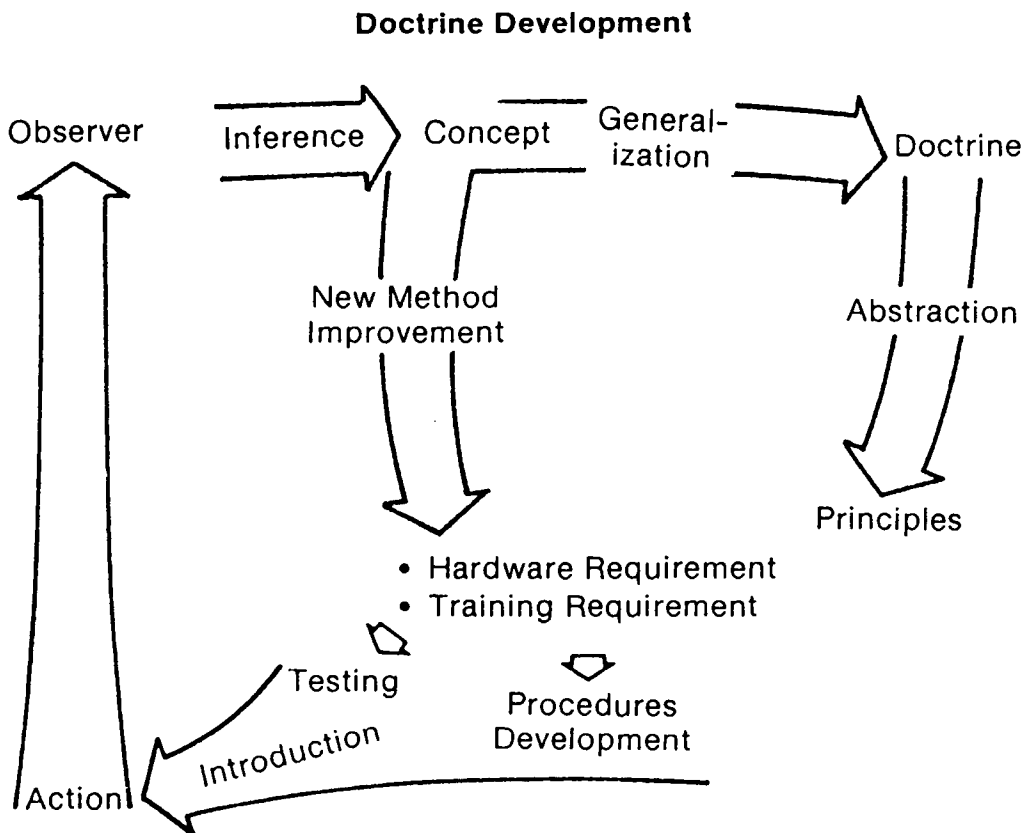 Doctrine Development
Observer
Inference
Concept
General-
ization
Doctrine
New Method
Improvement
Abstraction
Principles
• Hardware Requirement
• Training Requirement
Testing
Procedures
Development
Introduction
Action